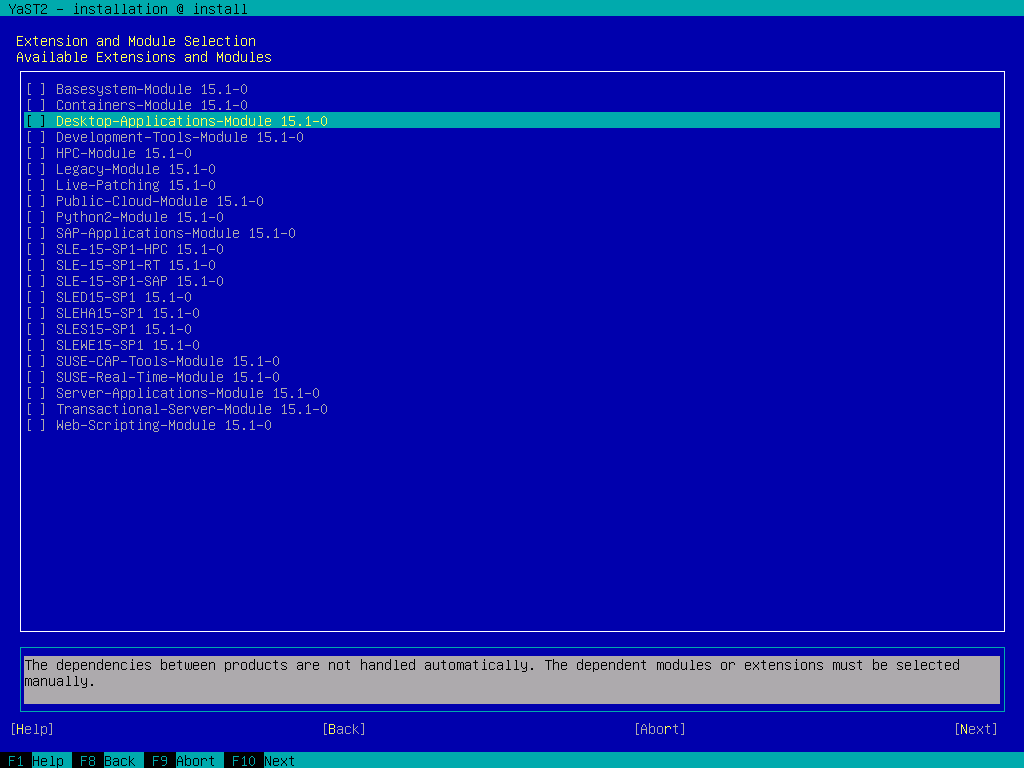 YaST2 - installation @ install
Extension and Module Selection
Available Extensions and Modules
[ ] Basesystem-Module 15.1-0
[ ] Containers-Module 15.1-0
[ ] Desktop-Applications-Module 15.1-0
[ ] Development-Tools-Module 15.1-0
[ ] HPC-Module 15.1-0
[ ] Legacy-Module 15.1-0
[ ] Live-Patching 15.1-0
[ ] Public-Cloud-Module 15.1-0
[ ] Python2-Module 15.1-0
[ ] SAP-Applications-Module 15.1-0
[ ] SLE-15-SP1-HPC 15.1-0
[ ] SLE-15-SP1-RT 15.1-0
[ ] SLE-15-SP1-SAP 15.1-0
[ ] SLED15-SP1 15.1-0
[ ] SLEHA15-SP1 15.1-0
[ ] SLES15-SP1 15.1-0
[ ] SLEWE15-SP1 15.1-0
[ ] SUSE-CAP-Tools-Module 15.1-0
[ ] SUSE-Real-Time-Module 15.1-0
[ ] Server-Applications-Module 15.1-0
[ ] Transactional-Server-Module 15.1-0
[ ] Web-Scripting-Module 15.1-0
The dependencies between products are not handled automatically. The dependent modules or extensions must be selected
manually.
[Help] [Back] [Abort] [Next]
F1 Help F8 Back F9 Abort F10 Next